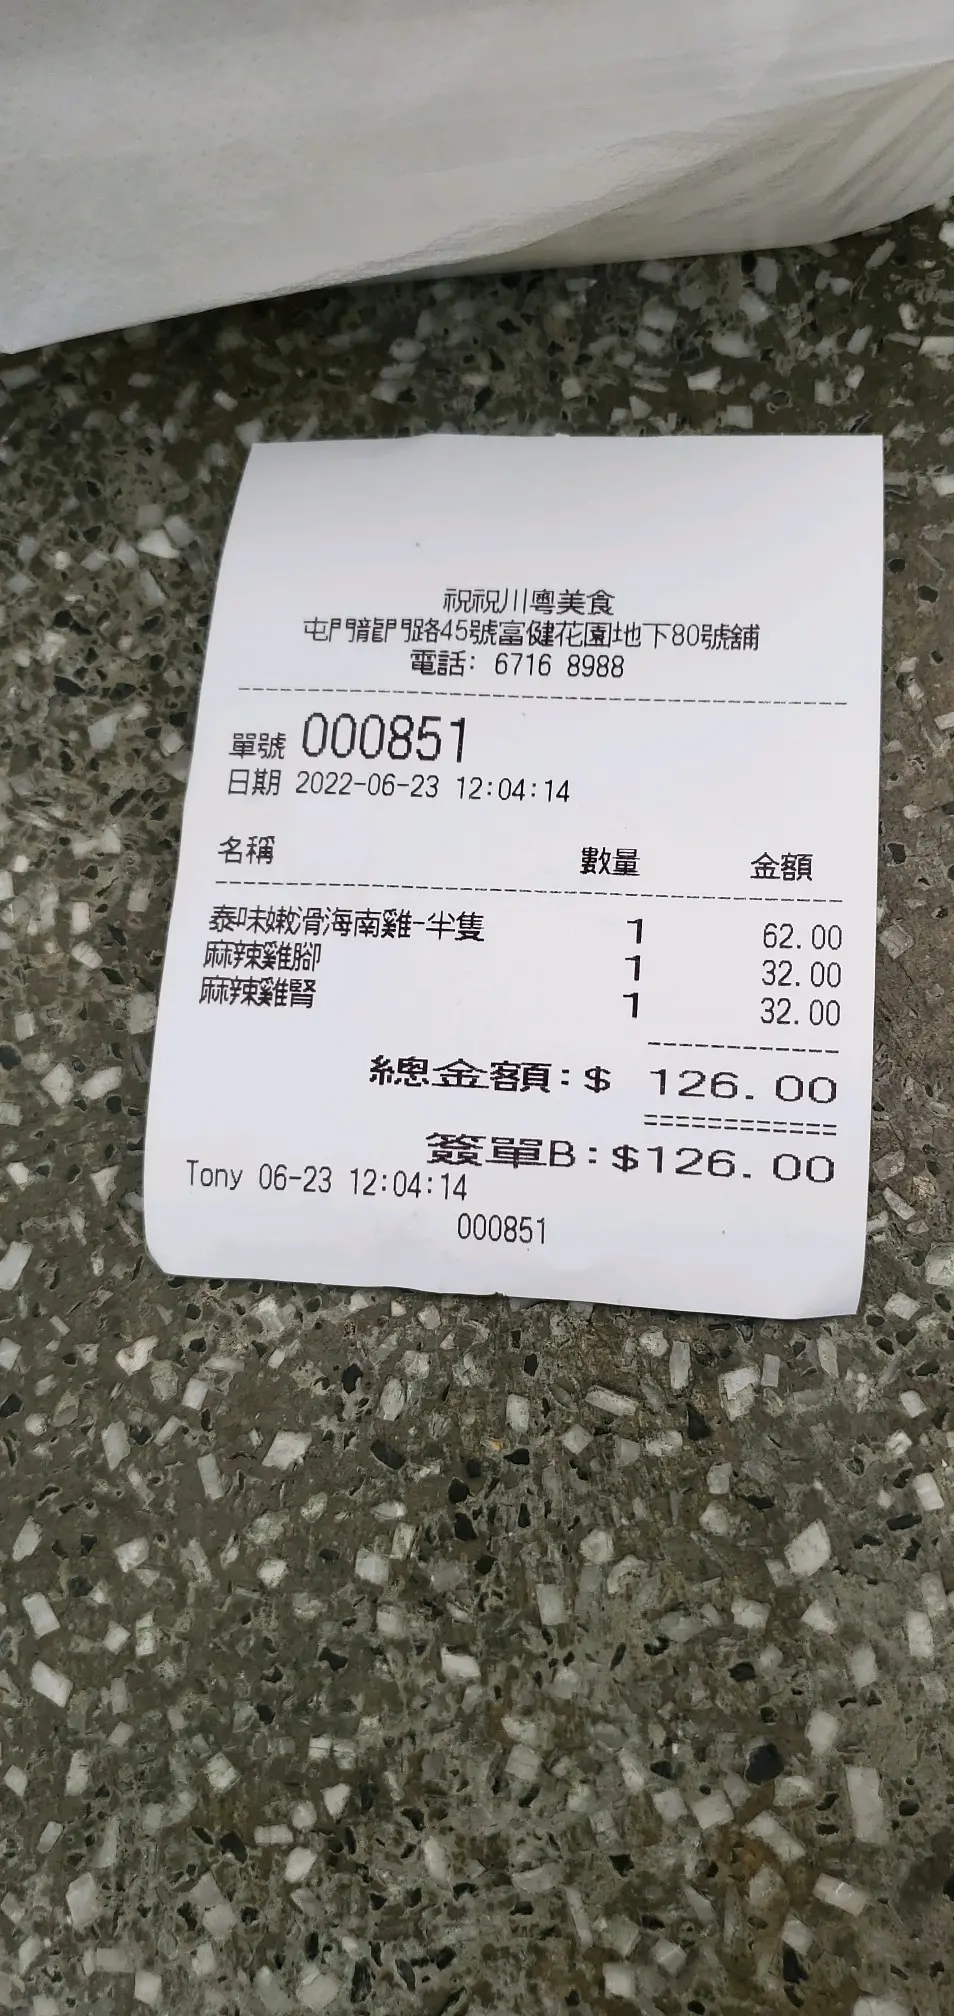 祝祝川粵美食
屯門龍門路45號富健花園地下80號舖
電話: 6716 8988
單號 000851
日期 2022-06-23 12:04:14
名稱 數量 金額
泰味嫩滑海南雞-半隻 1 62.00
麻辣雞腳 1 32.00
麻辣雞腎 1 32.00
總金額:$ 126.00
簽單B:$126.00
Tony 06-23 12:04:14
000851